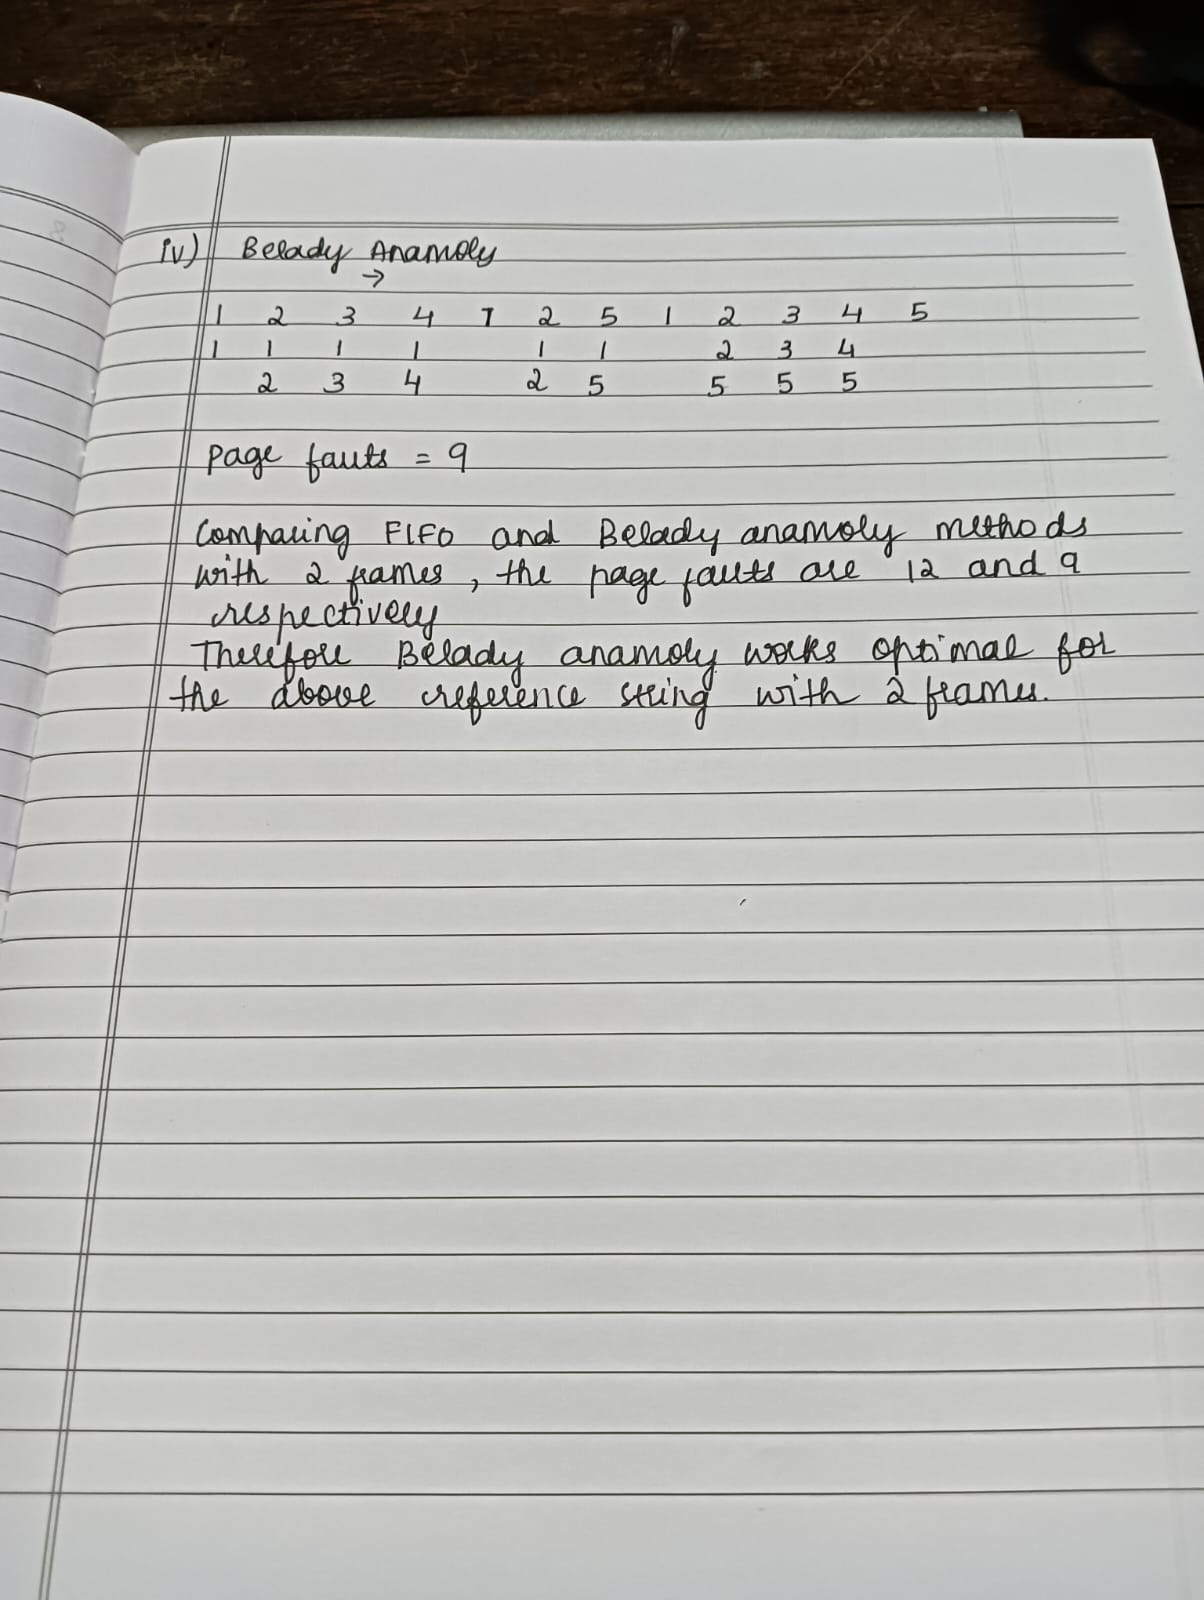 iv) Belady Anamoly
→
1 2 3 4 1 2 5 1 2 3 4 5
1 1 1 1 1 1 2 3 4
2 3 4 2 5 5 5 5
page fauts = 9
Comparing FIFO and Belady anamoly methods
with 2 frames, the page fauts are 12 and 9
respectively
Therefore Belady anamoly works optimal for
the above reference string with 2 frames.